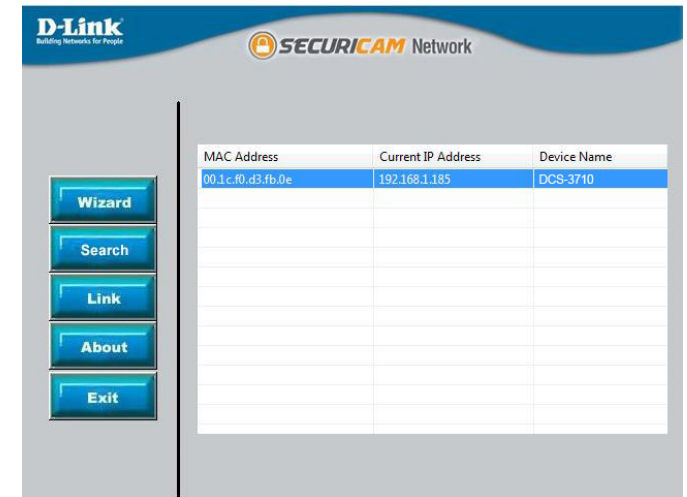 D-Link
Building Networks for People
SECURICAM Network
MAC Address Current IP Address Device Name
00.1c.f0.d3.fb.0e 192.168.1.185 DCS-3710
Wizard
Search
Link
About
Exit